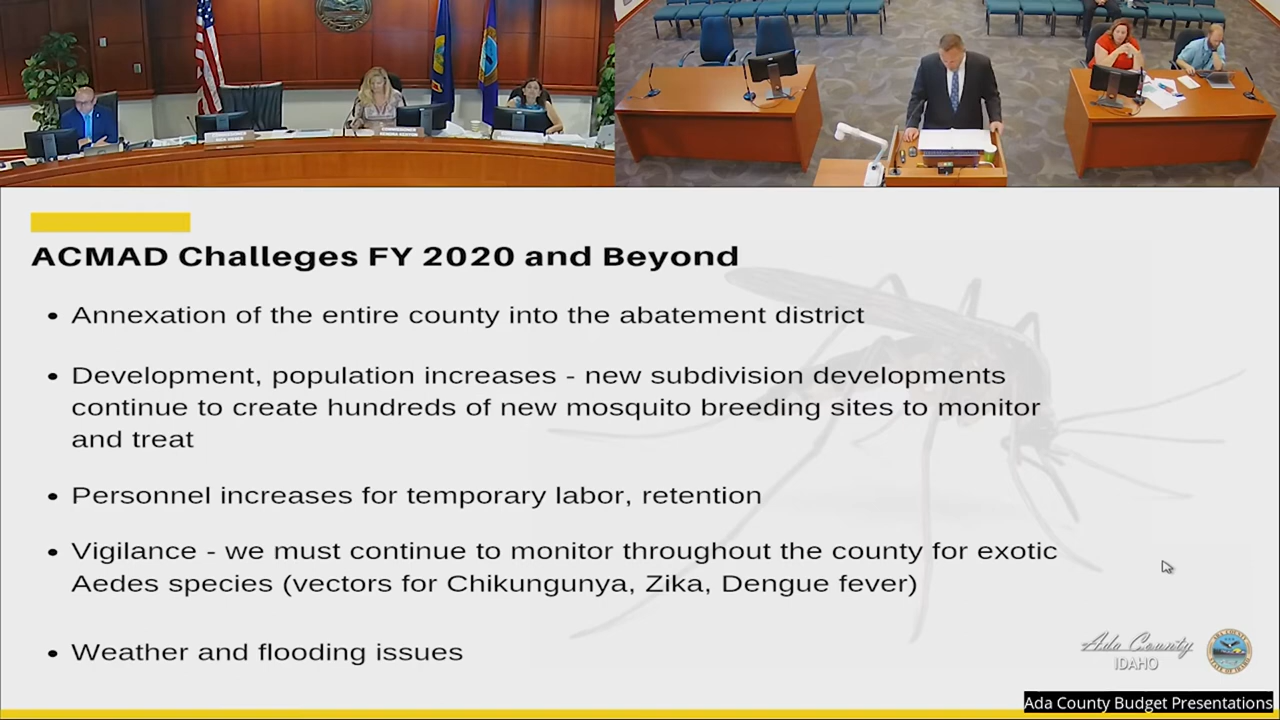 ACMAD Challeges FY 2020 and Beyond
• Annexation of the entire county into the abatement district
• Development, population increases - new subdivision developments
continue to create hundreds of new mosquito breeding sites to monitor
and treat
• Personnel increases for temporary labor, retention
• Vigilance - we must continue to monitor throughout the county for exotic
Aedes species (vectors for Chikungunya, Zika, Dengue fever)
• Weather and flooding issues
Ada County
IDAHO
Ada County Budget Presentations